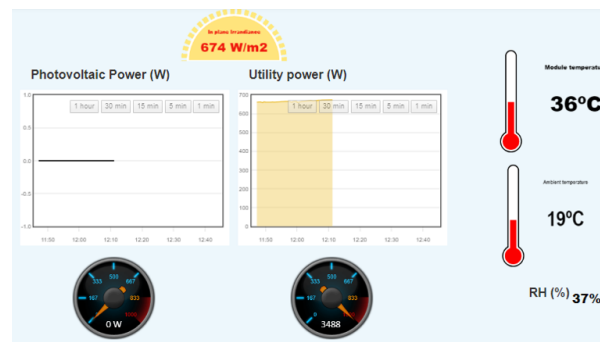 In plane Irradiance
674 W/m2
Photovoltaic Power (W)
Utility power (W)
1.0
0.5
0.0
-0.5
-1.0
1 hour
30 min
15 min
5 min
1 min
11:50
12:00
12:10
12:20
12:30
12:40
700
600
500
400
300
200
100
0
1 hour
30 min
15 min
5 min
1 min
11:50
12:00
12:10
12:20
12:30
12:40
0
167
333
500
667
833
1000
0 W
0
167
333
500
667
833
3488
Module temperatu
36ºC
Ambient temperature
19ºC
RH (%) 37%